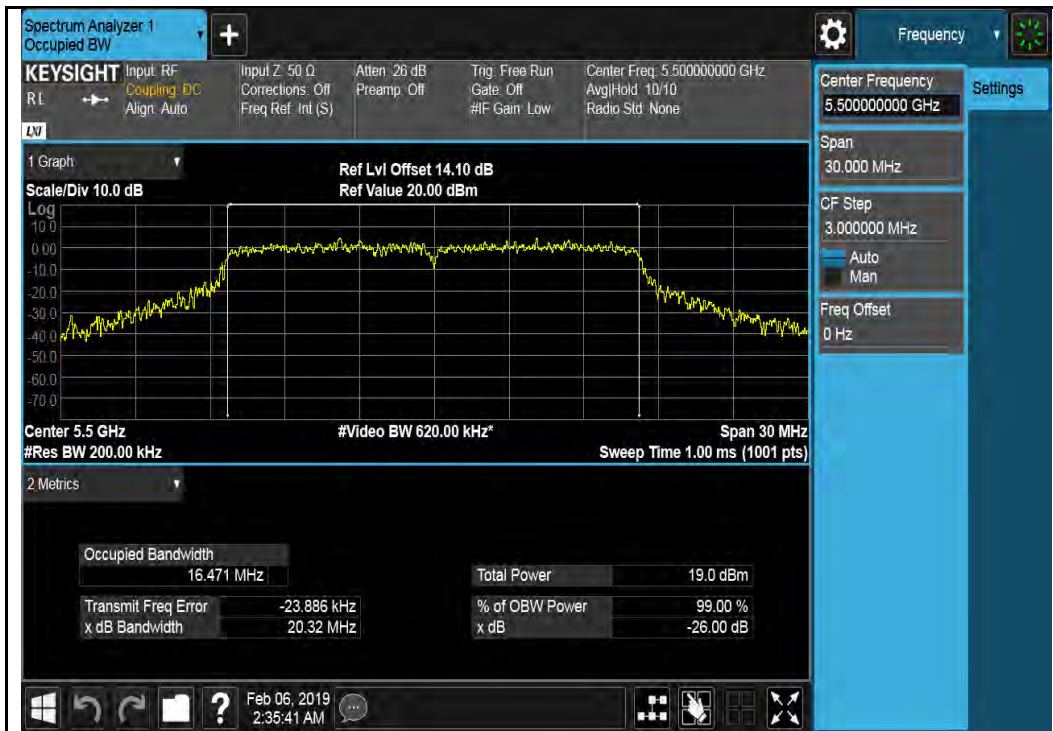 Spectrum Analyzer 1
Occupied BW
+
Frequency
KEYSIGHT
R L
LXI
Input: RF
Coupling: DC
Align: Auto
Input Z: 50 Ω
Corrections: Off
Freq Ref: Int (S)
Atten: 26 dB
Preamp: Off
Trig: Free Run
Gate: Off
#IF Gain: Low
Center Freq: 5.500000000 GHz
Avg|Hold: 10/10
Radio Std: None
Center Frequency
5.500000000 GHz
Settings
Span
30.000 MHz
CF Step
3.000000 MHz
Auto
Man
Freq Offset
0 Hz
1 Graph
Scale/Div 10.0 dB
Ref Lvl Offset 14.10 dB
Ref Value 20.00 dBm
Log
10.0
0.00
-10.0
-20.0
-30.0
-40.0
-50.0
-60.0
-70.0
Center 5.5 GHz
#Video BW 620.00 kHz*
Span 30 MHz
#Res BW 200.00 kHz
Sweep Time 1.00 ms (1001 pts)
2 Metrics
Occupied Bandwidth
16.471 MHz
Total Power 19.0 dBm
Transmit Freq Error -23.886 kHz
% of OBW Power 99.00 %
x dB Bandwidth 20.32 MHz
x dB -26.00 dB
?
Feb 06, 2019
2:35:41 AM